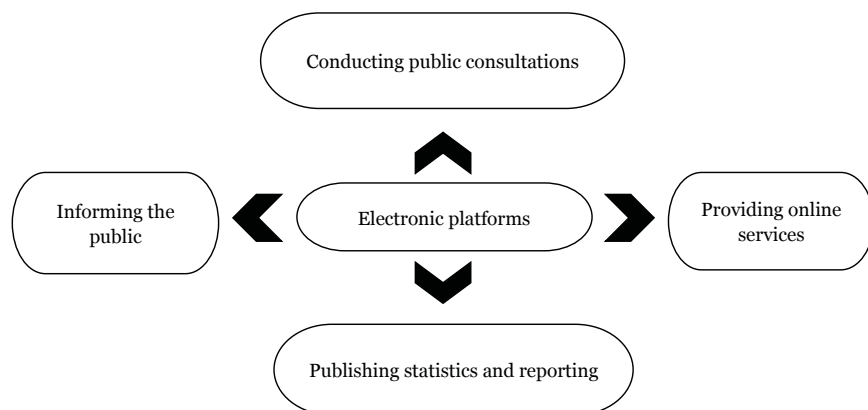 Conducting public consultations
Informing the
public
Electronic platforms
Providing online
services
Publishing statistics and reporting